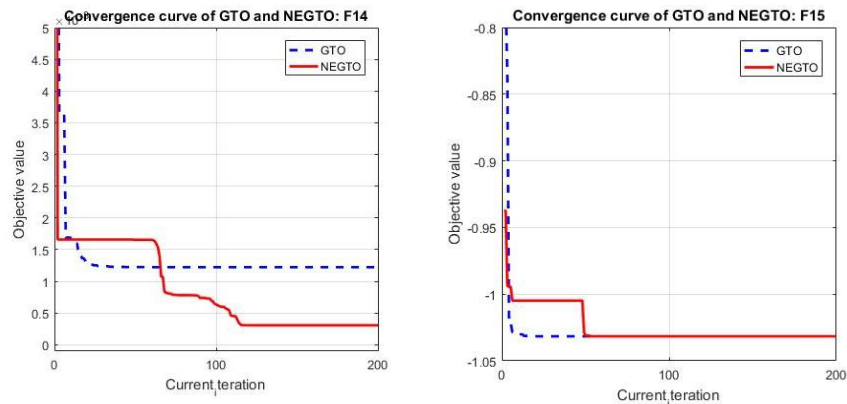 Convergence curve of GTO and NEGTO: F14
5
4.5
4
3.5
3
2.5
2
1.5
1
0.5
0
Objective value
GTO
NEGTO
0
100
200
Current iteration
Convergence curve of GTO and NEGTO: F15
-0.8
-0.85
-0.9
-0.95
-1
-1.05
Objective value
GTO
NEGTO
0
100
200
Current iteration